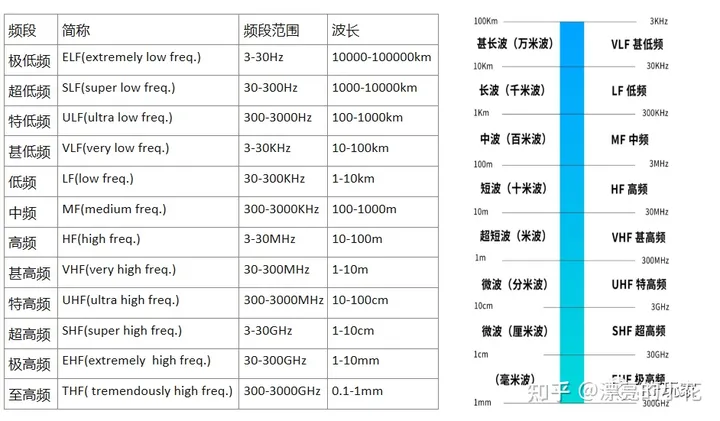 频段 简称 频段范围 波长
极低频 ELF(extremely low freq.) 3-30Hz 10000-100000km
超低频 SLF(super low freq.) 30-300Hz 1000-10000km
特低频 ULF(ultra low freq.) 300-3000Hz 100-1000km
甚低频 VLF(very low freq.) 3-30KHz 10-100km
低频 LF(low freq.) 30-300KHz 1-10km
中频 MF(medium freq.) 300-3000KHz 100-1000m
高频 HF(high freq.) 3-30MHz 10-100m
甚高频 VHF(very high freq.) 30-300MHz 1-10m
特高频 UHF(ultra high freq.) 300-3000MHz 10-100cm
超高频 SHF(super high freq.) 3-30GHz 1-10cm
极高频 EHF(extremely high freq.) 30-300GHz 1-10mm
至高频 THF( tremendously high freq.) 300-3000GHz 0.1-1mm
100Km 3KHz
甚长波（万米波） VLF 甚低频
10Km 30KHz
长波（千米波） LF 低频
1Km 300KHz
中波（百米波） MF 中频
100m 3MHz
短波（十米波） HF 高频
10m 30MHz
超短波（米波） VHF 甚高频
1m 300MHz
微波（分米波） UHF 特高频
10cm 3GHz
微波（厘米波） SHF 超高频
1cm 30GHz
（毫米波） EHF 极高频
1mm 300GHz
知乎 @漂亮的小花